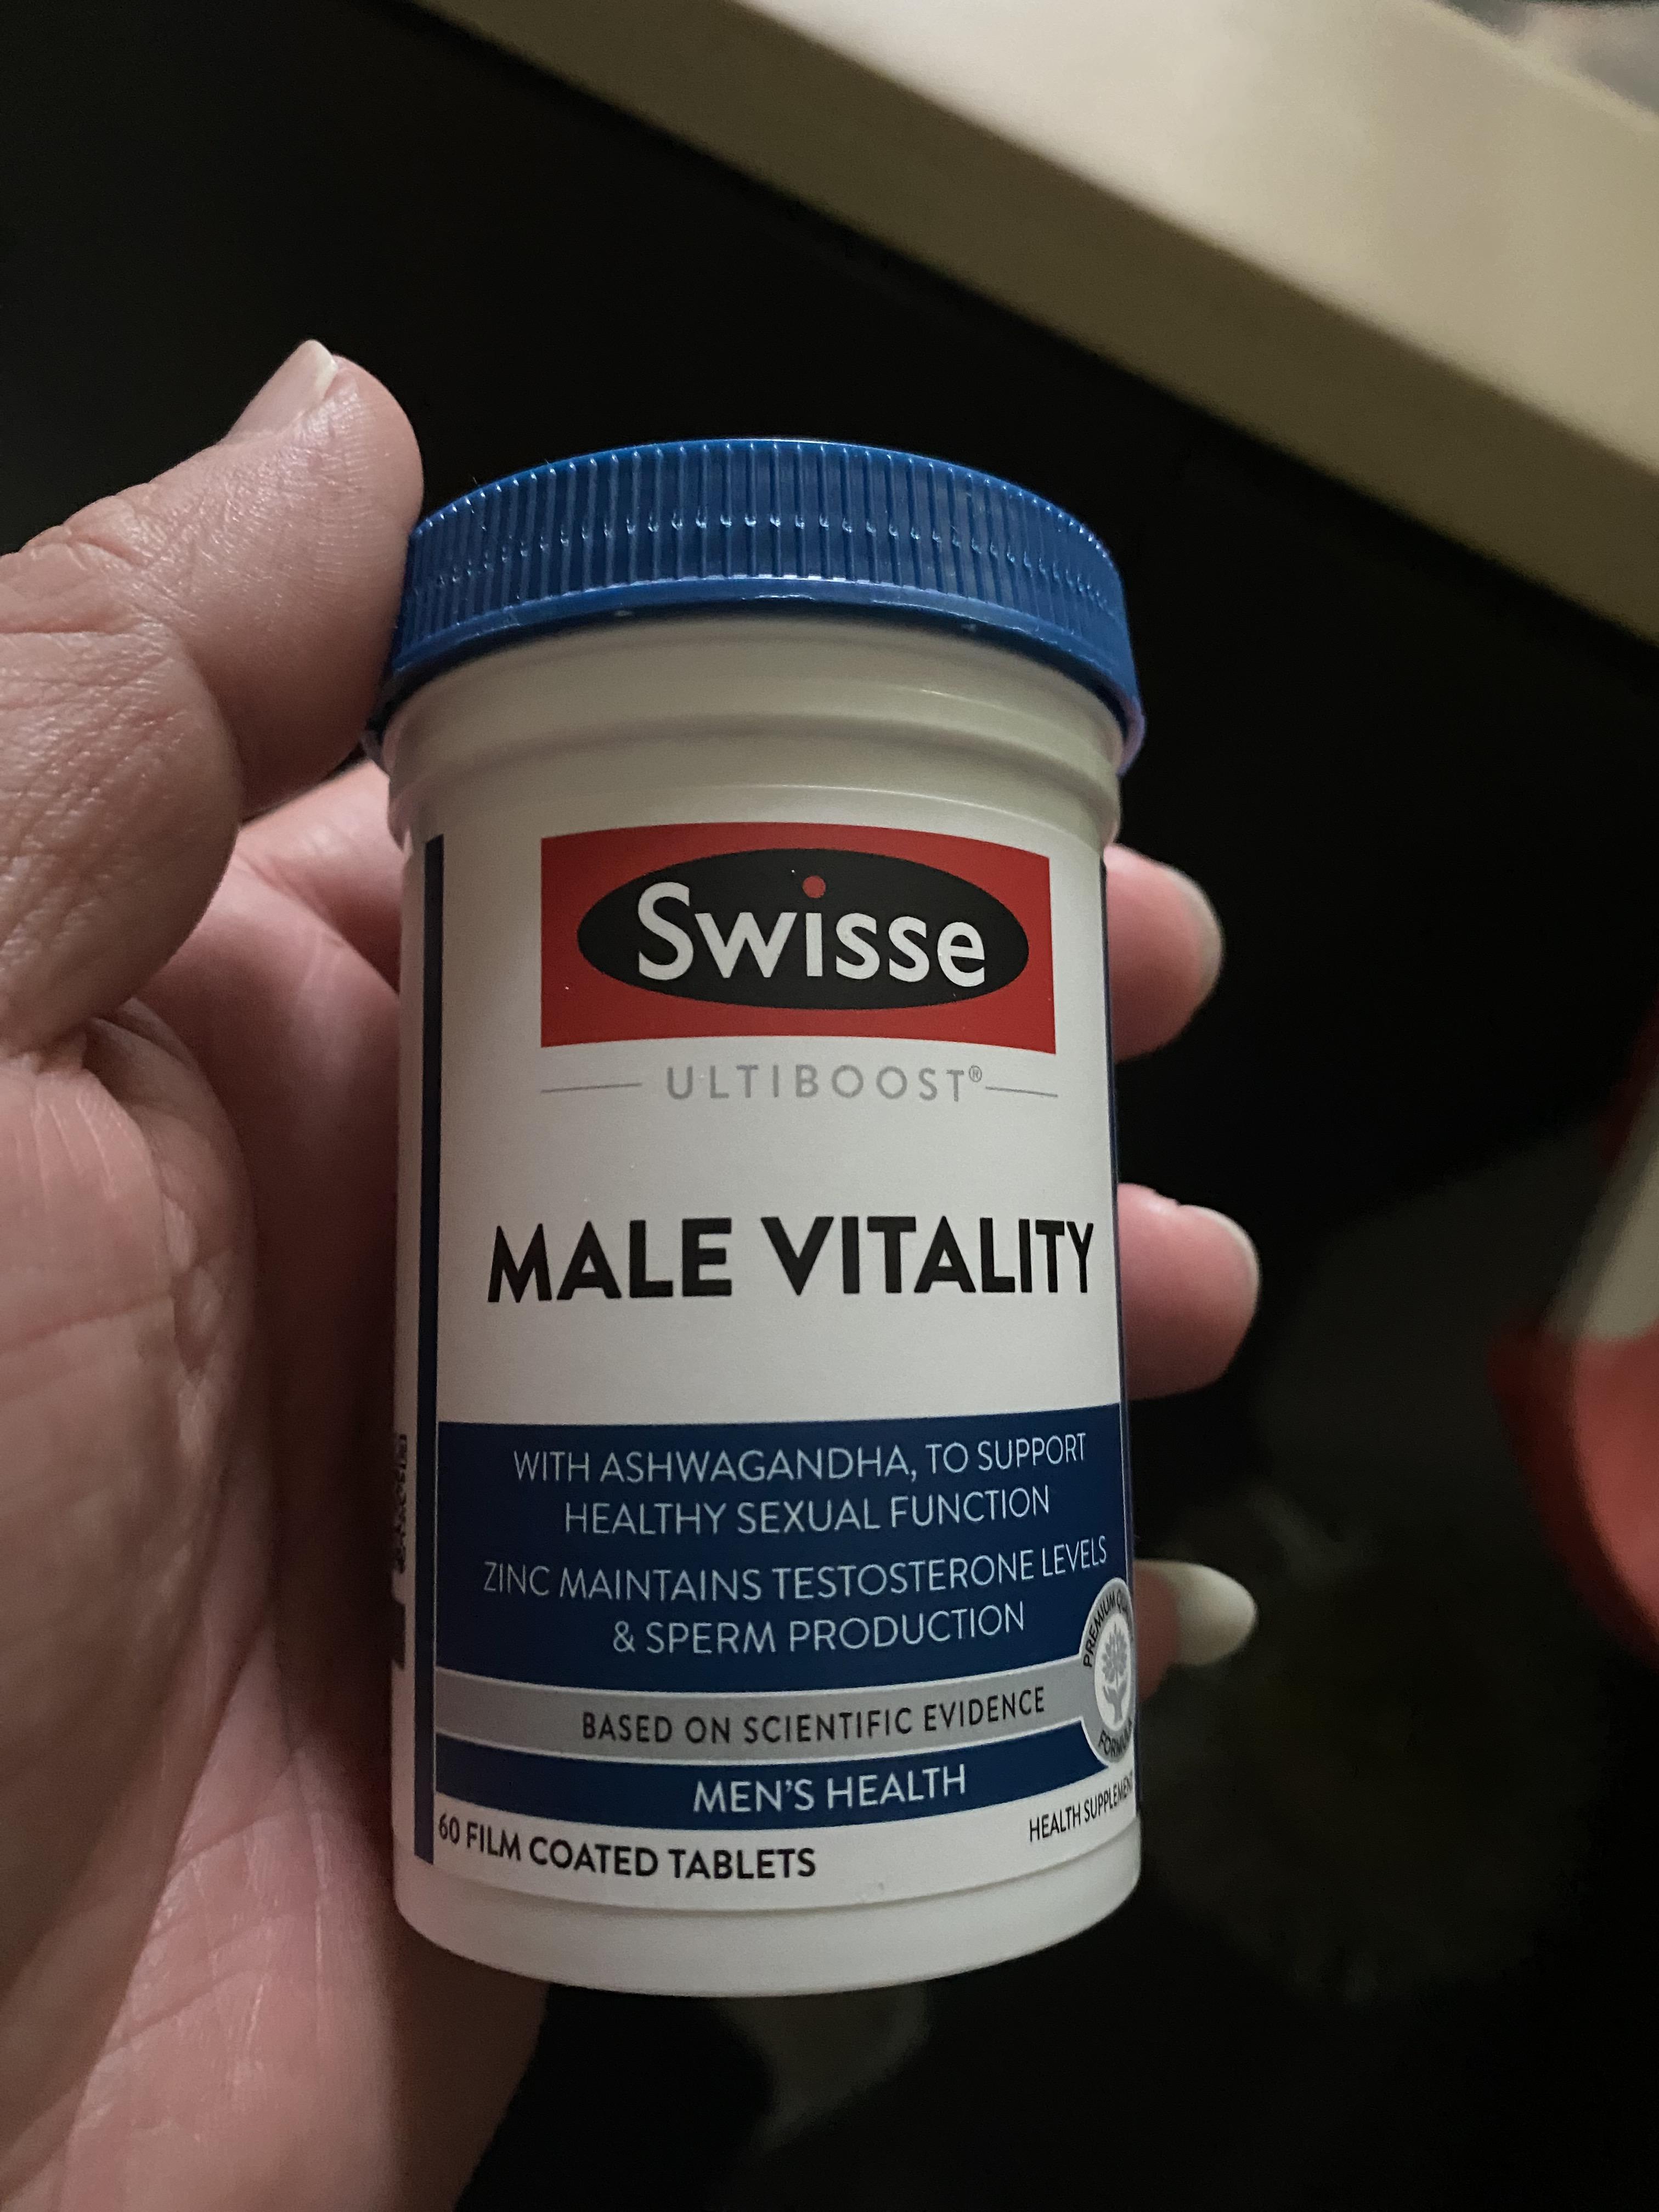 Swisse
ULTIBOOST®
MALE VITALITY
WITH ASHWAGANDHA, TO SUPPORT
HEALTHY SEXUAL FUNCTION
ZINC MAINTAINS TESTOSTERONE LEVELS
& SPERM PRODUCTION
PREMIUM
BASED ON SCIENTIFIC EVIDENCE
MEN'S HEALTH
60 FILM COATED TABLETS
HEALTH